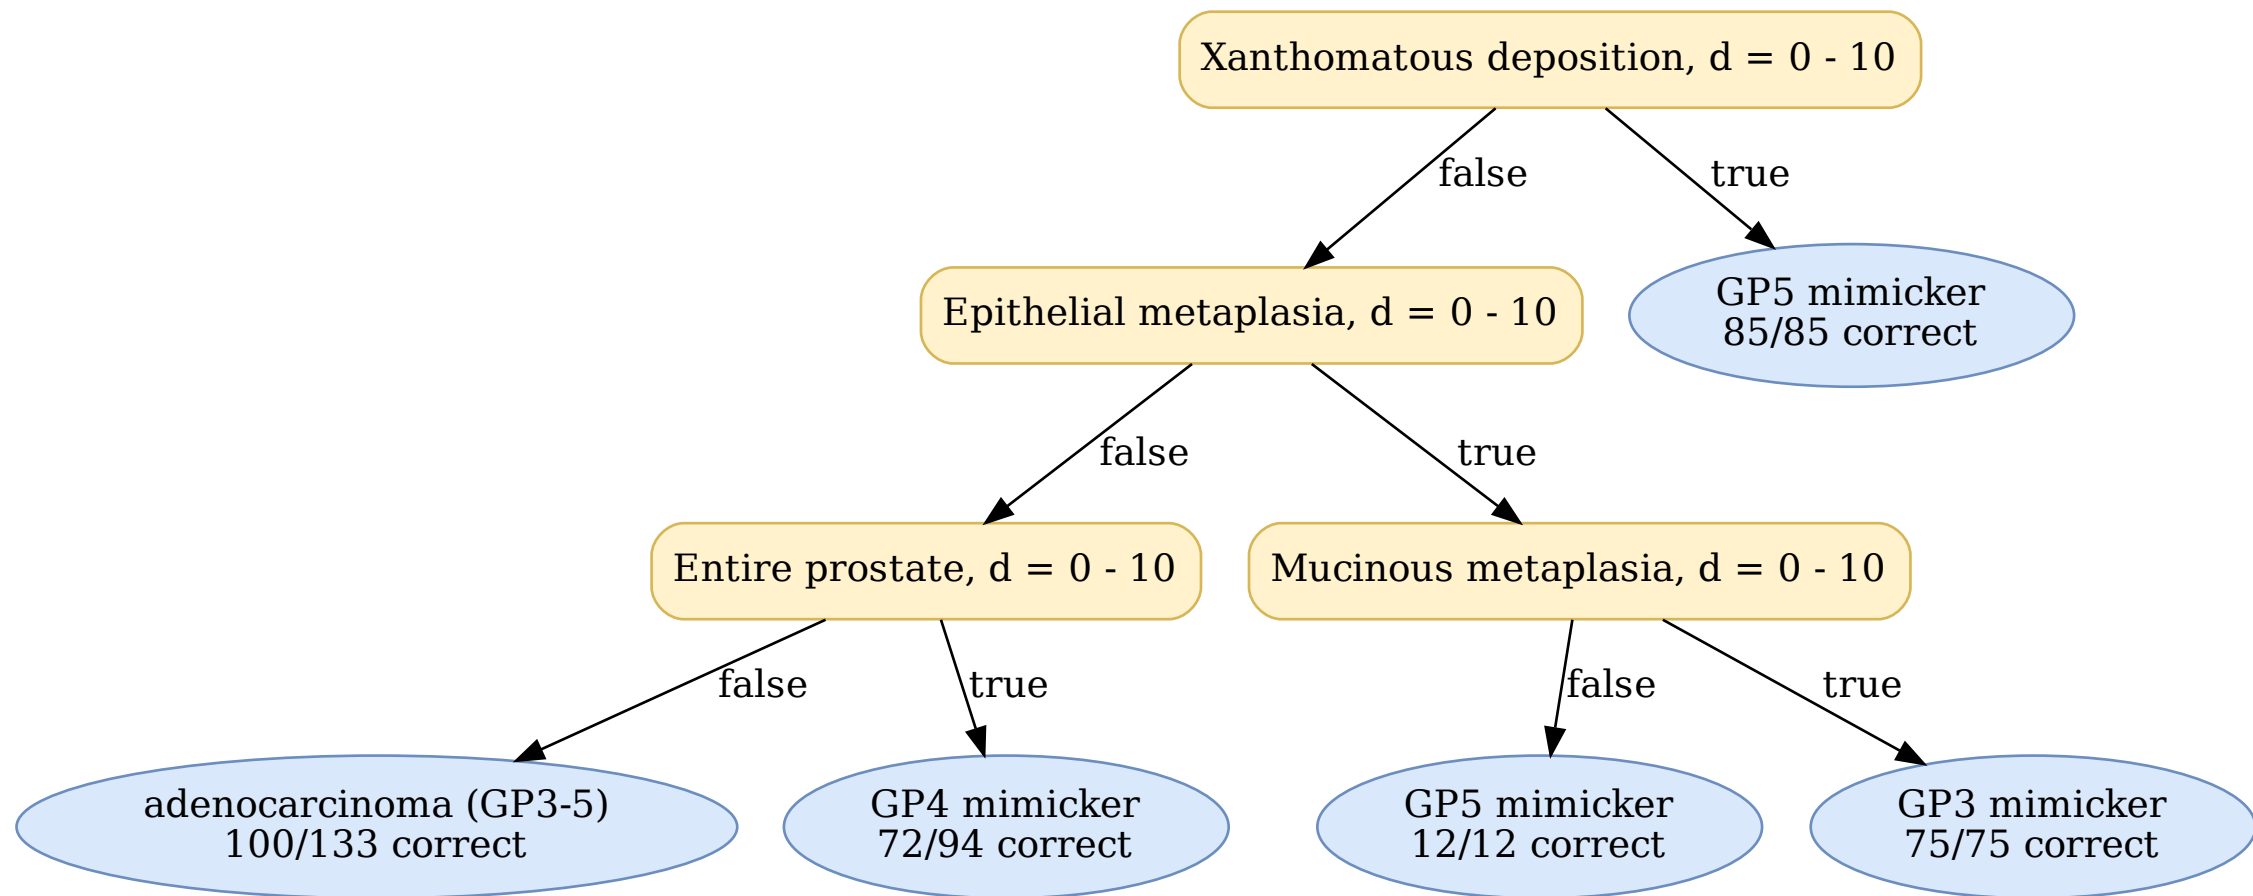 Xanthomatous deposition, d = 0 - 10
false
true
Epithelial metaplasia, d = 0 - 10
GP5 mimicker
85/85 correct
false
true
Entire prostate, d = 0 - 10
Mucinous metaplasia, d = 0 - 10
false
true
false
true
adenocarcinoma (GP3-5)
100/133 correct
GP4 mimicker
72/94 correct
GP5 mimicker
12/12 correct
GP3 mimicker
75/75 correct